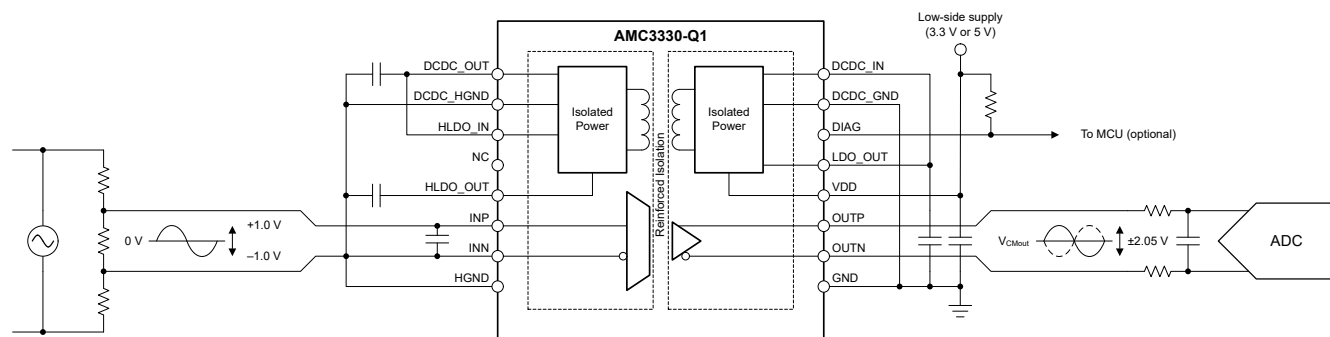 Low-side supply
(3.3 V or 5 V)
AMC3330-Q1
DCDC_OUT
DCDC_HGND
HLDO_IN
NC
HLDO_OUT
INP
INN
HGND
Isolated
Power
Reinforced Isolation
Isolated
Power
DCDC_IN
DCDC_GND
DIAG
LDO_OUT
VDD
OUTP
OUTN
GND
To MCU (optional)
0 V
+1.0 V
–1.0 V
VCMout
±2.05 V
ADC